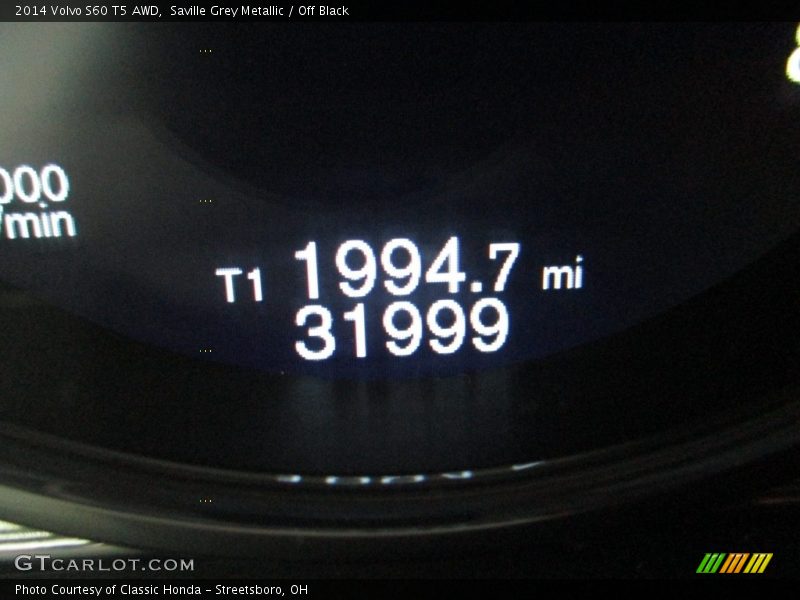 2014 Volvo S60 T5 AWD,  Saville Grey Metallic / Off Black
000
/min
T1 1994.7 mi
31999
GTCARLOT.COM
Photo Courtesy of Classic Honda - Streetsboro, OH